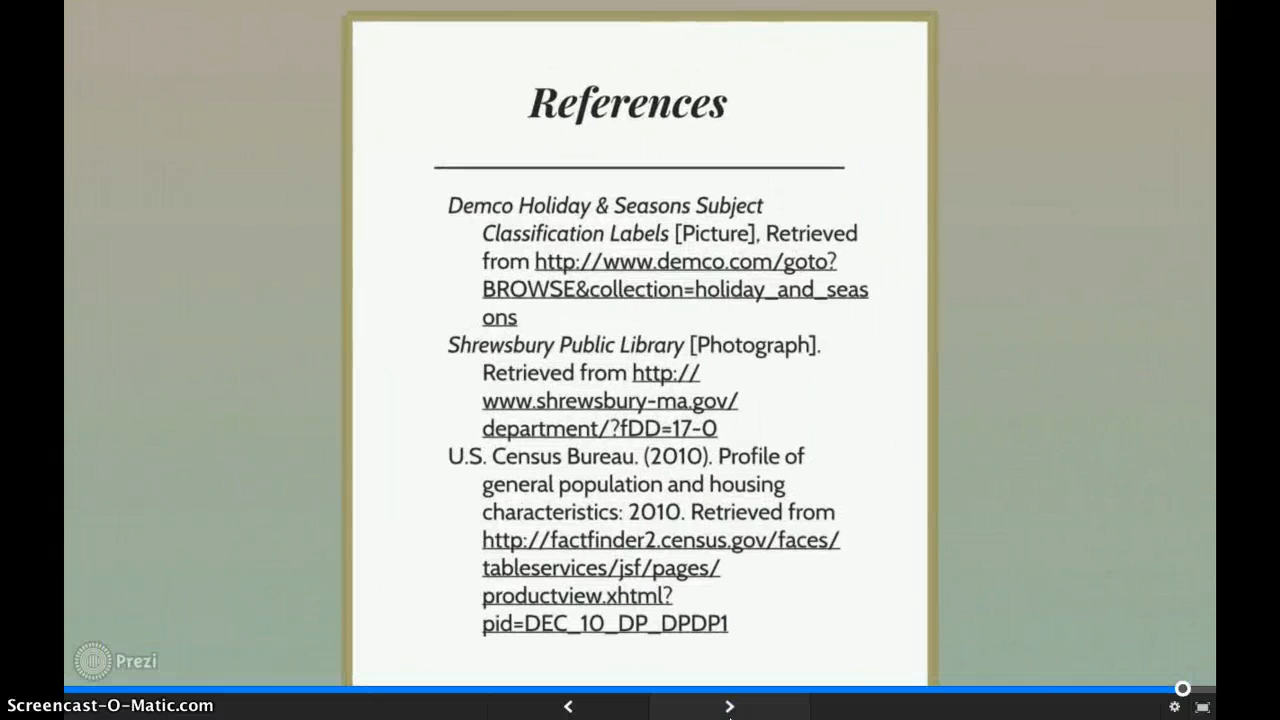 References
Demco Holiday & Seasons Subject
Classification Labels [Picture], Retrieved
from http://www.demco.com/goto?
BROWSE&collection=holiday_and_seas
ons
Shrewsbury Public Library [Photograph].
Retrieved from http://
www.shrewsbury-ma.gov/
department/?fDD=17-0
U.S. Census Bureau. (2010). Profile of
general population and housing
characteristics: 2010. Retrieved from
http://factfinder2.census.gov/faces/
tableservices/jsf/pages/
productview.xhtml?
pid=DEC_10_DP_DPDP1
Prezi
Screencast-O-Matic.com